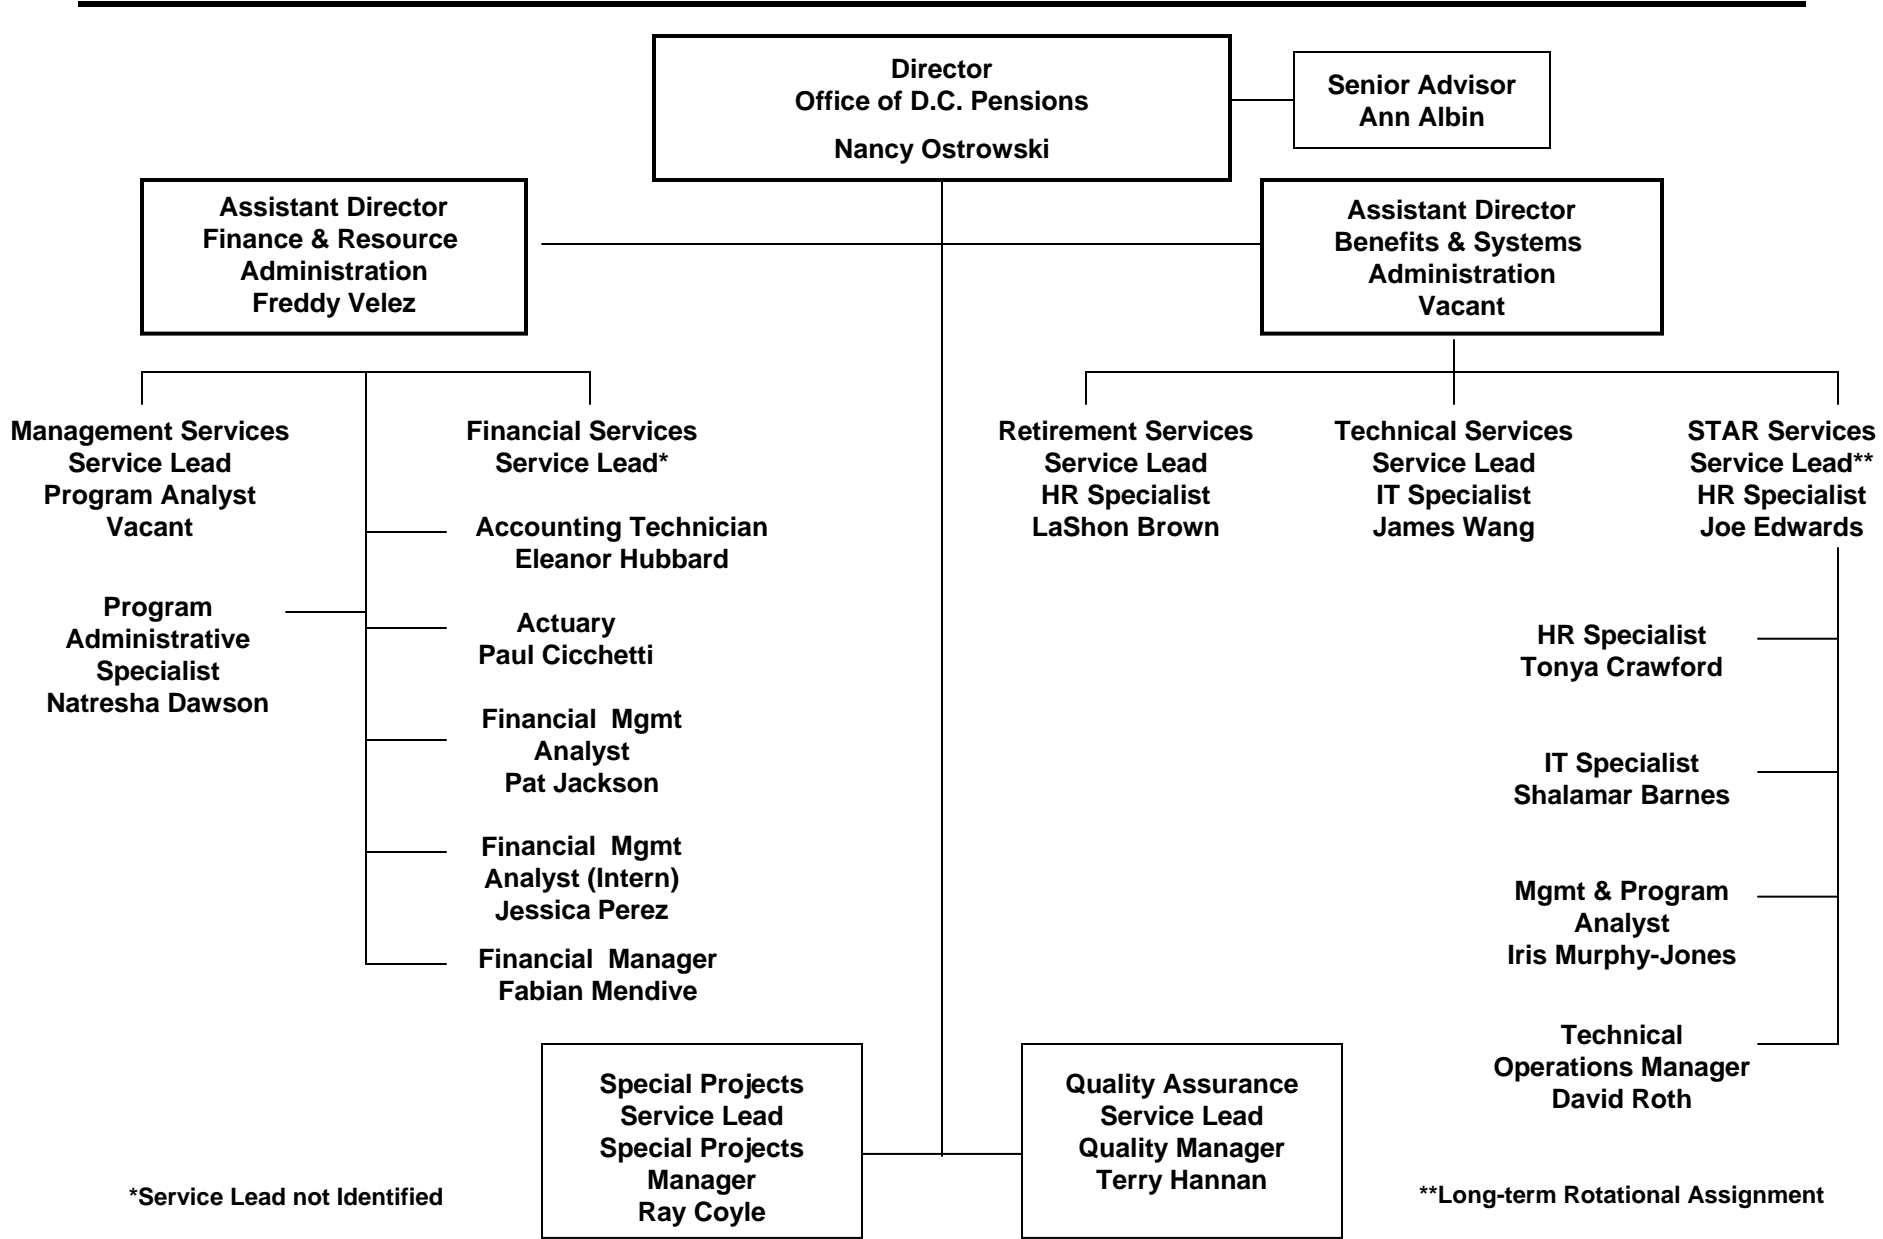 Director
Office of D.C. Pensions
Nancy Ostrowski
Senior Advisor
Ann Albin
Assistant Director
Finance & Resource
Administration
Freddy Velez
Assistant Director
Benefits & Systems
Administration
Vacant
Management Services
Service Lead
Program Analyst
Vacant
Program
Administrative
Specialist
Natresha Dawson
Financial Services
Service Lead*
Accounting Technician
Eleanor Hubbard
Actuary
Paul Cicchetti
Financial  Mgmt
Analyst
Pat Jackson
Financial  Mgmt
Analyst (Intern)
Jessica Perez
Financial  Manager
Fabian Mendive
Retirement Services
Service Lead
HR Specialist
LaShon Brown
Technical Services
Service Lead
IT Specialist
James Wang
STAR Services
Service Lead**
HR Specialist
Joe Edwards
HR Specialist
Tonya Crawford
IT Specialist
Shalamar Barnes
Mgmt & Program
Analyst
Iris Murphy-Jones
Technical
Operations Manager
David Roth
Special Projects
Service Lead
Special Projects
Manager
Ray Coyle
Quality Assurance
Service Lead
Quality Manager
Terry Hannan
*Service Lead not Identified
**Long-term Rotational Assignment